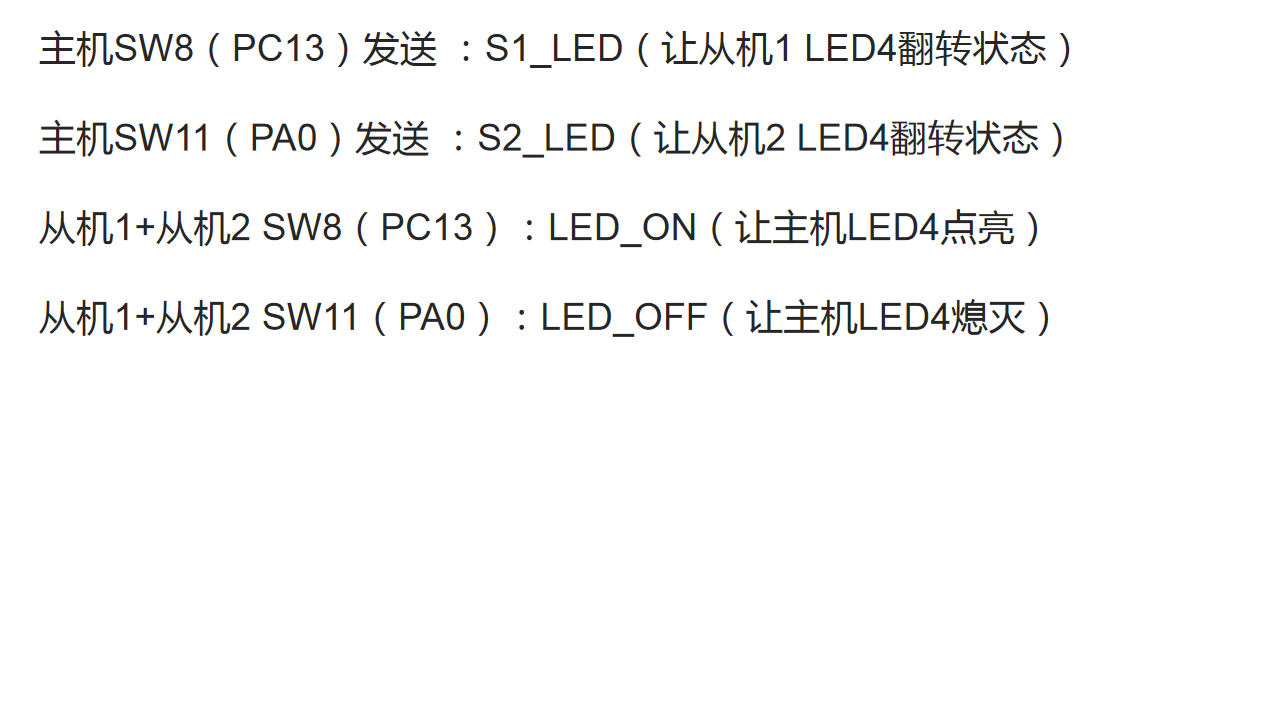 主机SW8（PC13）发送 ：S1_LED（让从机1 LED4翻转状态）
主机SW11（PA0）发送 ：S2_LED（让从机2 LED4翻转状态）
从机1+从机2 SW8（PC13）：LED_ON（让主机LED4点亮）
从机1+从机2 SW11（PA0）：LED_OFF（让主机LED4熄灭）